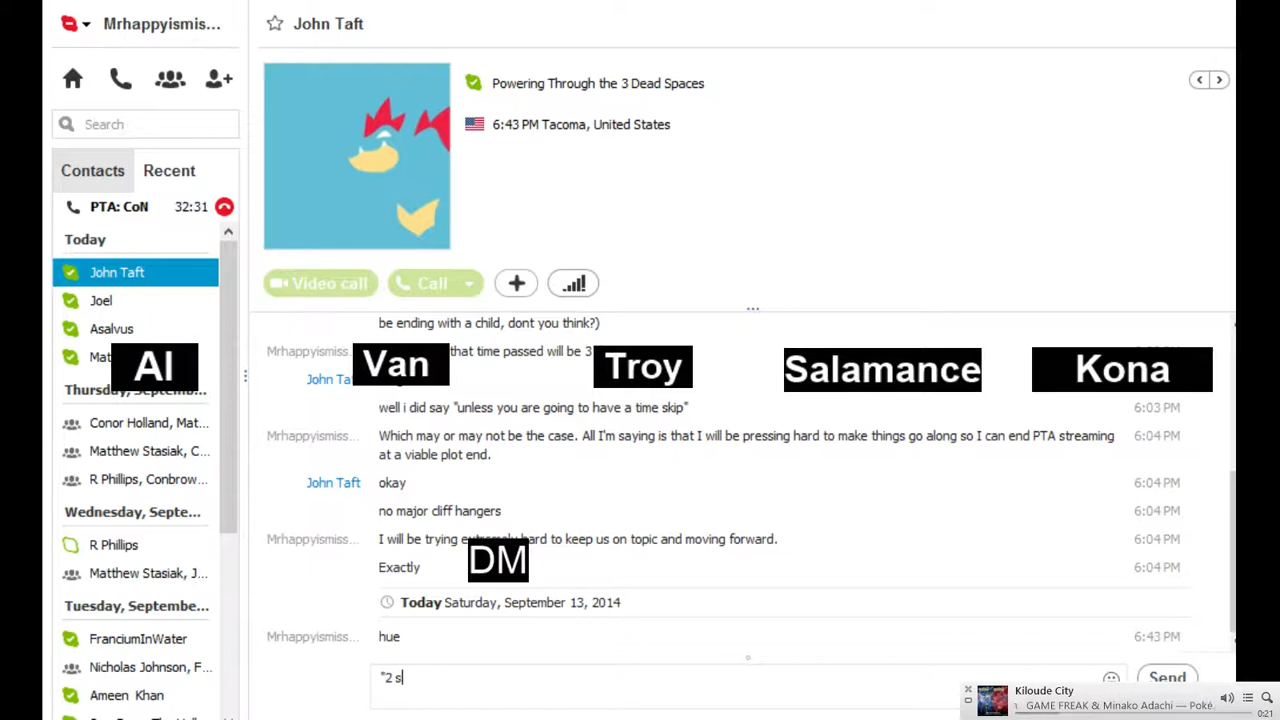 Mrhappyismis...
John Taft
Powering Through the 3 Dead Spaces
6:43 PM Tacoma, United States
Search
Contacts Recent
PTA: CoN 32:31
Today
John Taft
Joel
Asalvus
Mat
Thursday, Septembe...
Conor Holland, Mat...
Matthew Stasiak, C...
R Phillips, Conbrow...
Wednesday, Septe...
R Phillips
Matthew Stasiak, J...
Tuesday, Septembe...
FranciumInWater
Nicholas Johnson, F...
Ameen Khan
Video call Call
be ending with a child, dont you think?)
Mrhappyismiss... that time passed will be 3
John Ta
well i did say "unless you are going to have a time skip" 6:03 PM
Mrhappyismiss... Which may or may not be the case. All I'm saying is that I will be pressing hard to make things go along so I can end PTA streaming 6:04 PM
at a viable plot end.
John Taft okay 6:04 PM
no major cliff hangers 6:04 PM
Mrhappyismiss... I will be trying extremely hard to keep us on topic and moving forward. 6:04 PM
Exactly 6:04 PM
Today Saturday, September 13, 2014
Mrhappyismiss... hue 6:43 PM
"2 s
Send
Al
Van
Troy
Salamance
Kona
DM
Kiloude City
GAME FREAK & Minako Adachi — Poké.
0:21